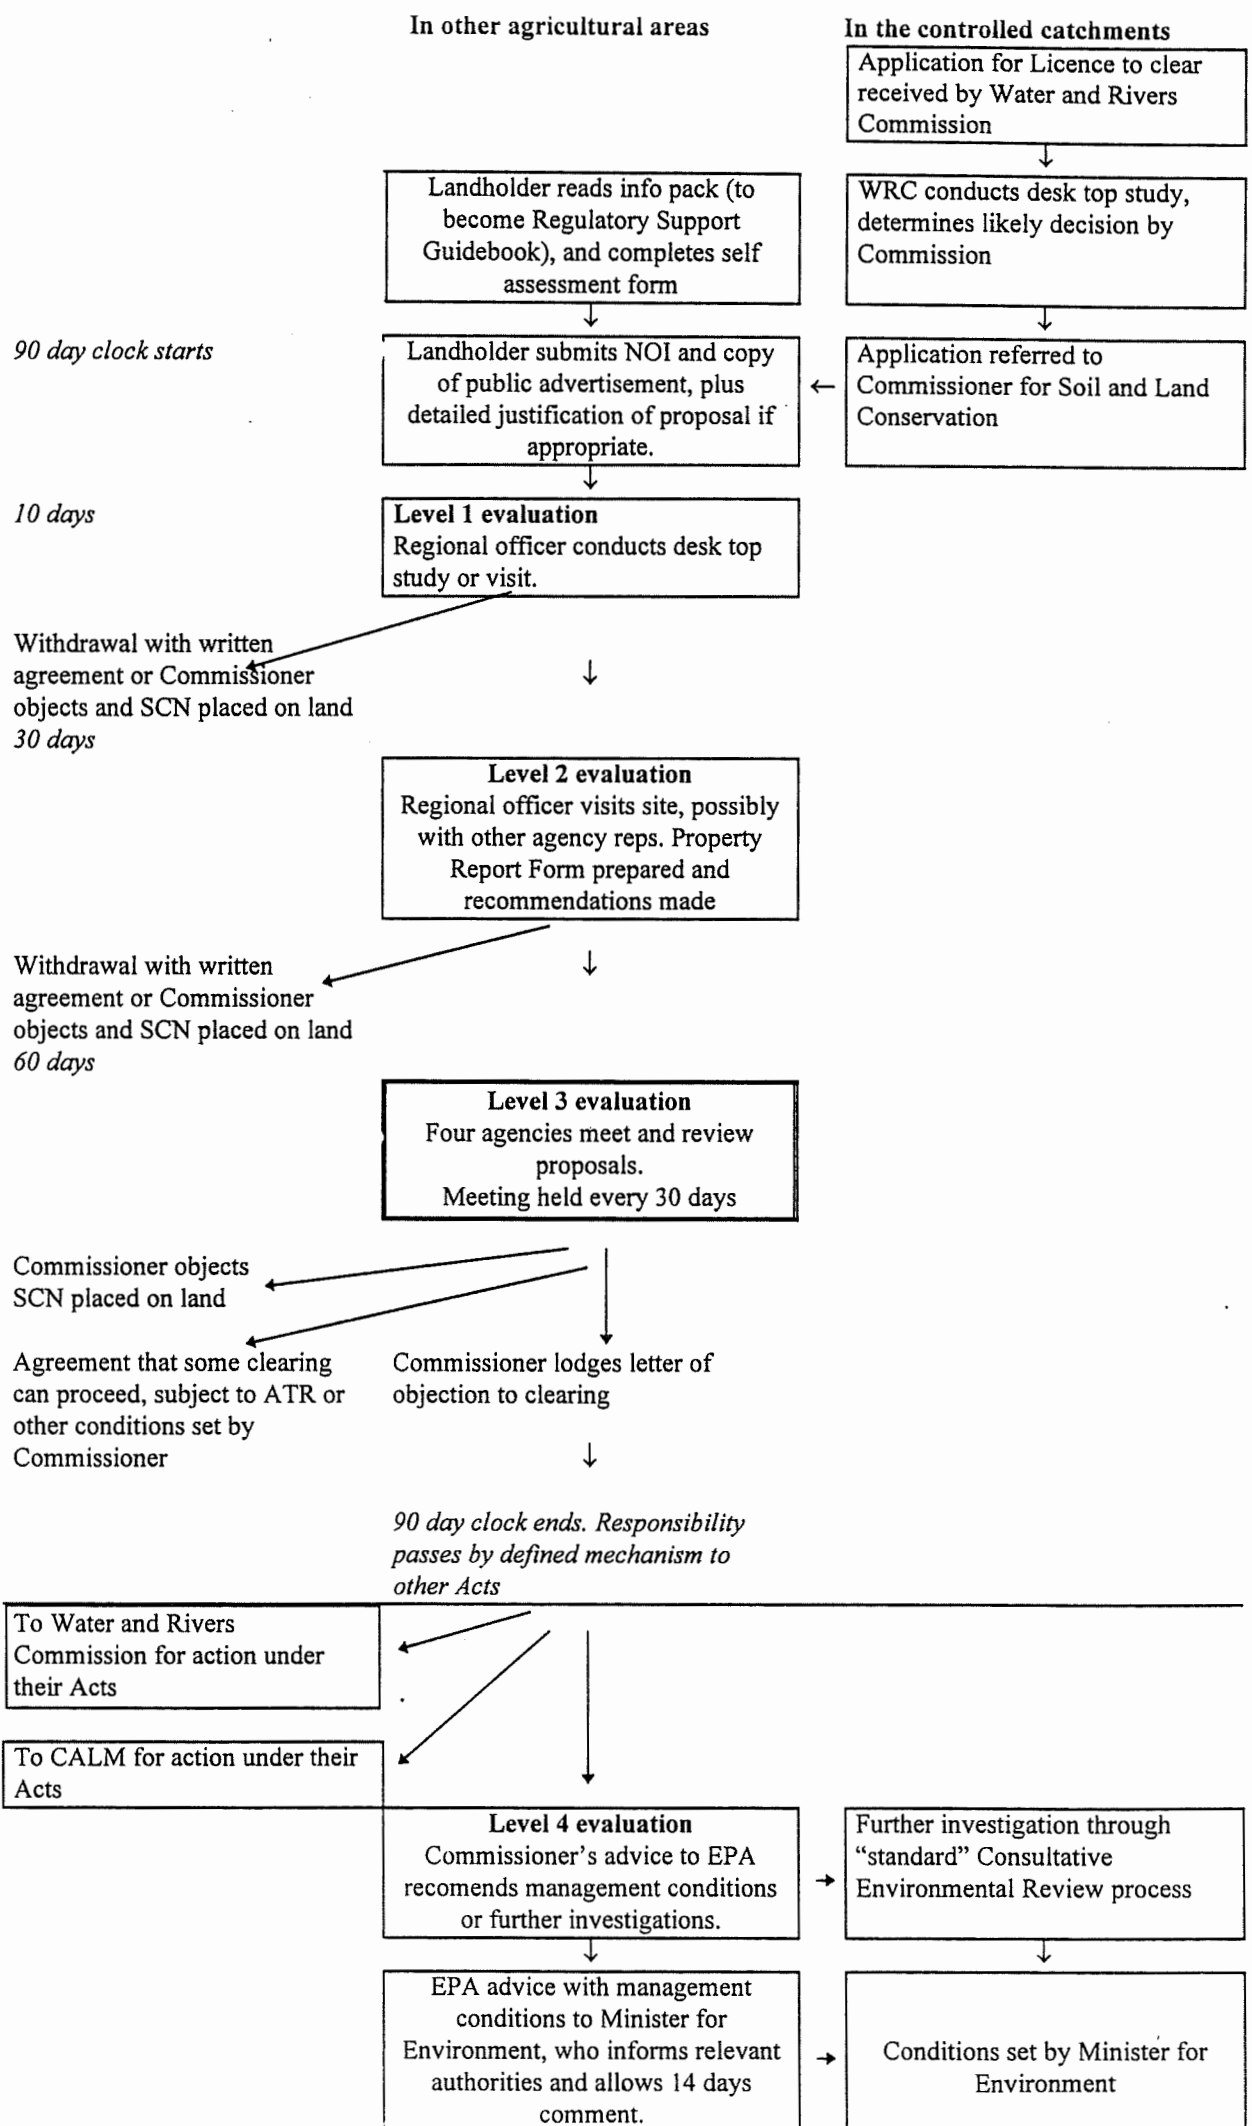 In other agricultural areas
In the controlled catchments
Application for Licence to clear
received by Water and Rivers
Commission
Landholder reads info pack (to
become Regulatory Support
Guidebook), and completes self
assessment form
WRC conducts desk top study,
determines likely decision by
Commission
90 day clock starts
Landholder submits NOI and copy
of public advertisement, plus
detailed justification of proposal if
appropriate.
Application referred to
Commissioner for Soil and Land
Conservation
10 days
Level 1 evaluation
Regional officer conducts desk top
study or visit.
Withdrawal with written
agreement or Commissioner
objects and SCN placed on land
30 days
Level 2 evaluation
Regional officer visits site, possibly
with other agency reps. Property
Report Form prepared and
recommendations made
Withdrawal with written
agreement or Commissioner
objects and SCN placed on land
60 days
Level 3 evaluation
Four agencies meet and review
proposals.
Meeting held every 30 days
Commissioner objects
SCN placed on land
Agreement that some clearing
can proceed, subject to ATR or
other conditions set by
Commissioner
Commissioner lodges letter of
objection to clearing
90 day clock ends. Responsibility
passes by defined mechanism to
other Acts
To Water and Rivers
Commission for action under
their Acts
To CALM for action under their
Acts
Level 4 evaluation
Commissioner's advice to EPA
recomends management conditions
or further investigations.
Further investigation through
"standard" Consultative
Environmental Review process
EPA advice with management
conditions to Minister for
Environment, who informs relevant
authorities and allows 14 days
comment.
Conditions set by Minister for
Environment